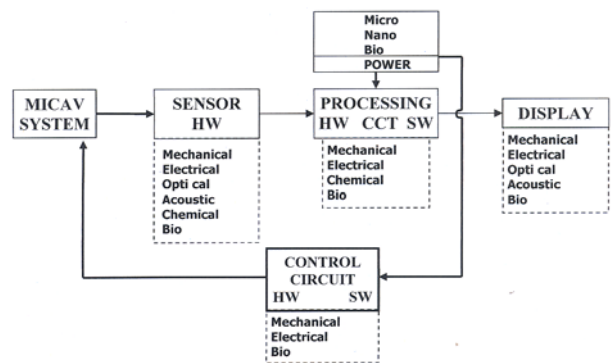 Micro
Nano
Bio
POWER
MICAV
SYSTEM
SENSOR
HW
PROCESSING
HW CCT SW
DISPLAY
Mechanical
Electrical
Opti cal
Acoustic
Chemical
Bio
Mechanical
Electrical
Chemical
Bio
Mechanical
Electrical
Opti cal
Acoustic
Bio
CONTROL
CIRCUIT
HW SW
Mechanical
Electrical
Bio